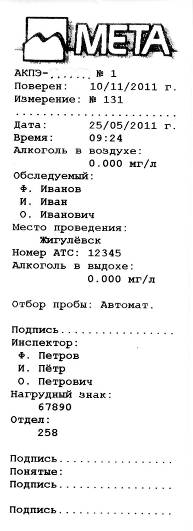 META
АКПЭ-....... № 1
Поверен: 10/11/2011 г.
Измерение: № 131
........................
Дата: 25/05/2011 г.
Время: 09:24
Алкоголь в воздухе:
0.000 мг/л
Обследуемый:
Ф. Иванов
И. Иван
О. Иванович
Место проведения:
Жигулёвск
Номер АТС: 12345
Алкоголь в выдохе:
0.000 мг/л
Отбор пробы: Автомат.
Подпись.................
Инспектор:
Ф. Петров
И. Пётр
О. Петрович
Нагрудный знак:
67890
Отдел:
258
Подпись.................
Понятые:
Подпись.................
Подпись.................